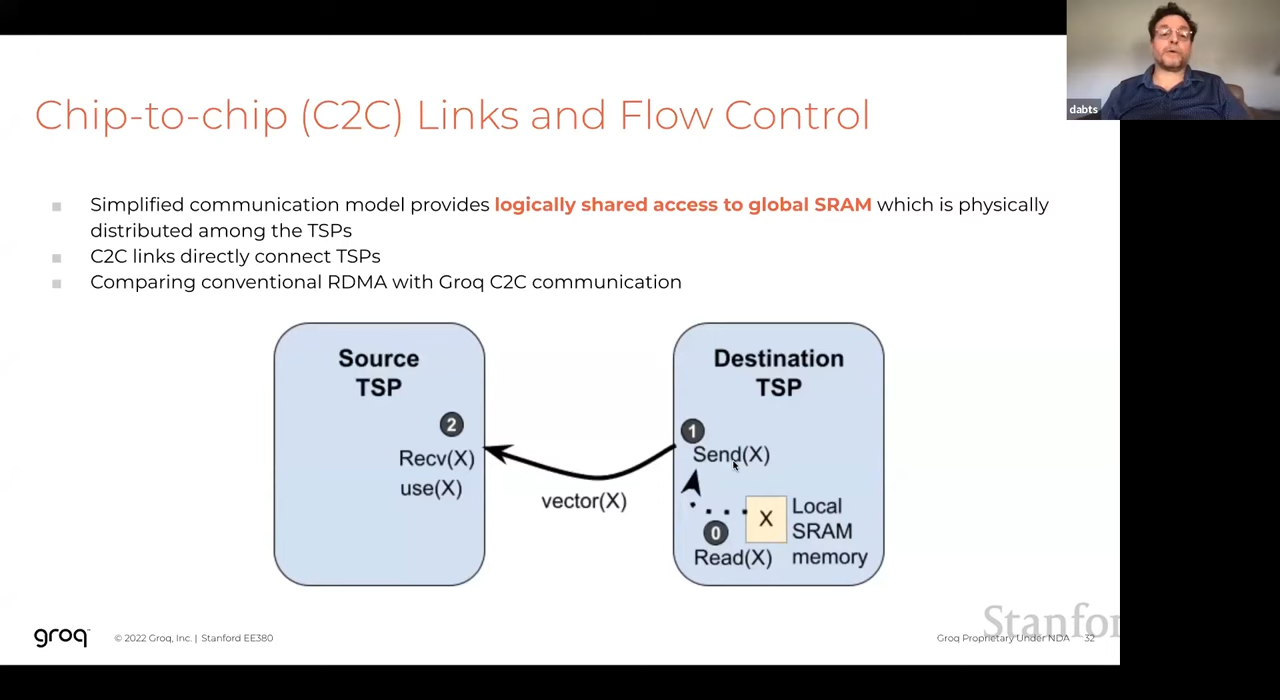 dabts
Chip-to-chip (C2C) Links and Flow Control
Simplified communication model provides logically shared access to global SRAM which is physically
distributed among the TSPs
C2C links directly connect TSPs
Comparing conventional RDMA with Groq C2C communication
Source
TSP
2
Recv(X)
use(X)
vector(X)
Destination
TSP
1
Send(X)
X
Local
SRAM
memory
0
Read(X)
groq
© 2022 Groq, Inc. | Stanford EE380
Stanfor
Groq Proprietary Under NDA
32